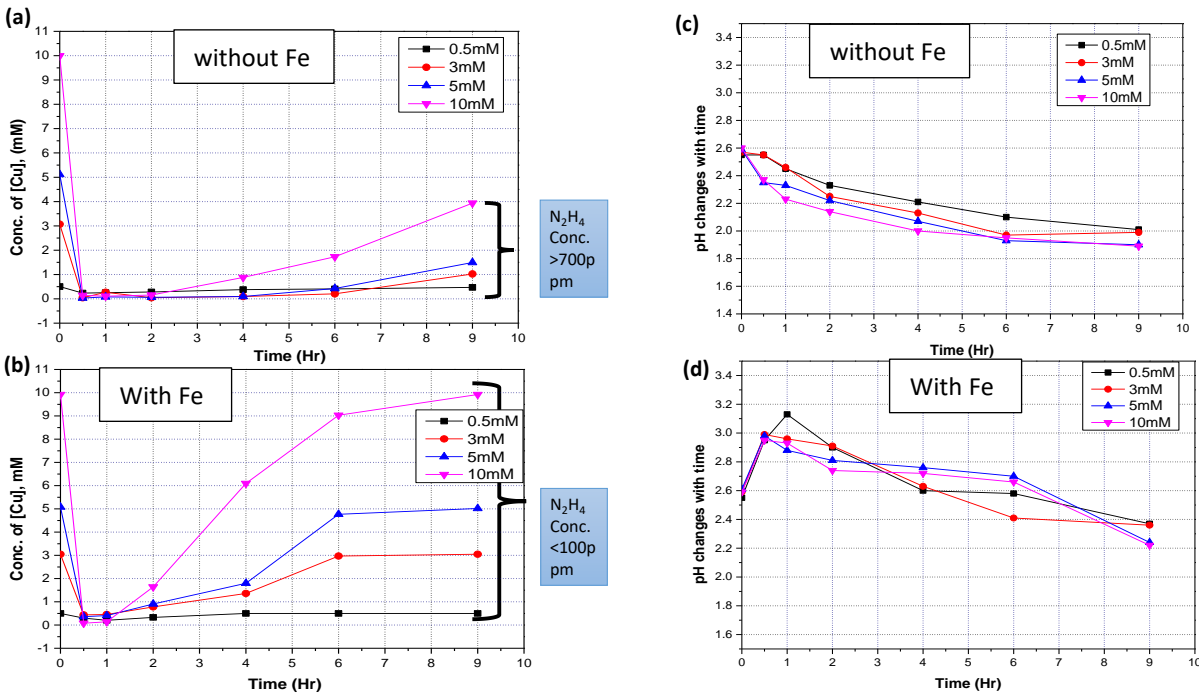 (a)
without Fe
0.5mM
3mM
5mM
10mM
Conc. of [Cu], (mM)
11
10
9
8
7
6
5
4
3
2
1
0
-1
0 1 2 3 4 5 6 7 8 9 10
Time (Hr)
N2H4
Conc.
>700p
pm
(b)
With Fe
0.5mM
3mM
5mM
10mM
Conc. of [Cu], mM
11
10
9
8
7
6
5
4
3
2
1
0
-1
0 1 2 3 4 5 6 7 8 9 10
Time (Hr)
N2H4
Conc.
<100p
pm
(c)
without Fe
0.5mM
3mM
5mM
10mM
pH changes with time
3.2
3.0
2.8
2.6
2.4
2.2
2.0
1.8
1.6
1.4
0 1 2 3 4 5 6 7 8 9 10
Time (Hr)
(d)
With Fe
0.5mM
3mM
5mM
10mM
pH changes with time
3.2
3.0
2.8
2.6
2.4
2.2
2.0
1.8
1.6
0 1 2 3 4 5 6 7 8 9 10
Time (Hr)